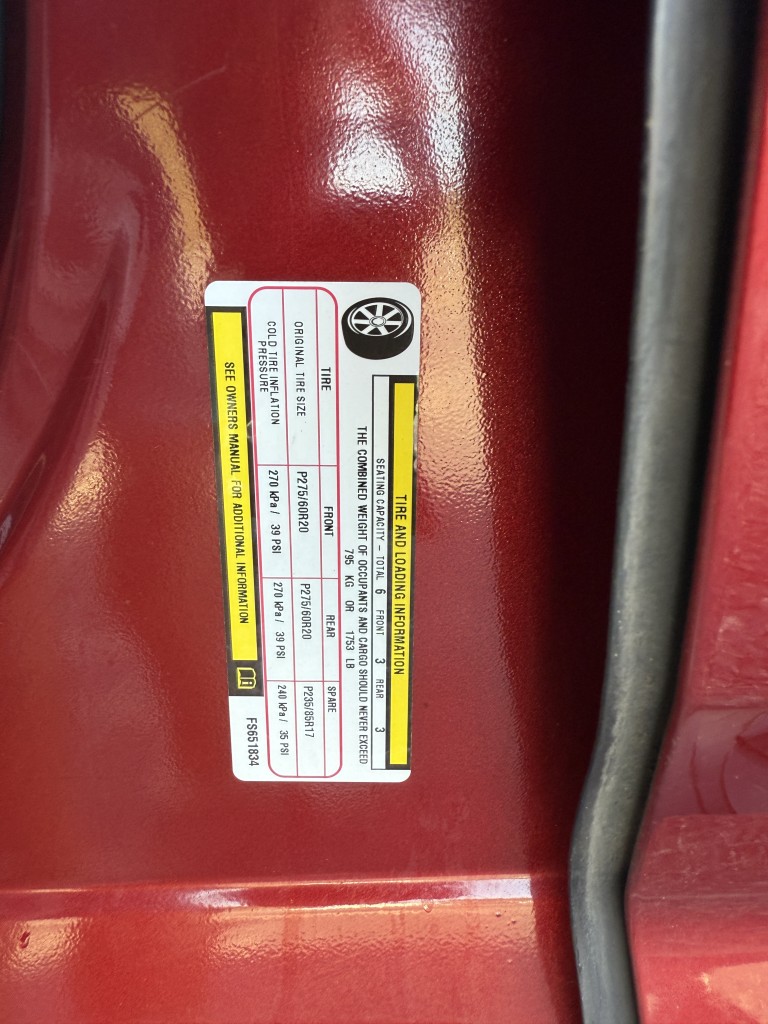 TIRE AND LOADING INFORMATION
SEATING CAPACITY – TOTAL 6 FRONT 3 REAR 3
THE COMBINED WEIGHT OF OCCUPANTS AND CARGO SHOULD NEVER EXCEED
795 KG OR 1753 LB
TIRE FRONT REAR SPARE
ORIGINAL TIRE SIZE P275/60R20 P275/60R20 P235/85R17
COLD TIRE INFLATION PRESSURE 270 kPa / 39 PSI 270 kPa / 39 PSI 240 kPa / 35 PSI
SEE OWNERS MANUAL FOR ADDITIONAL INFORMATION
FS651834